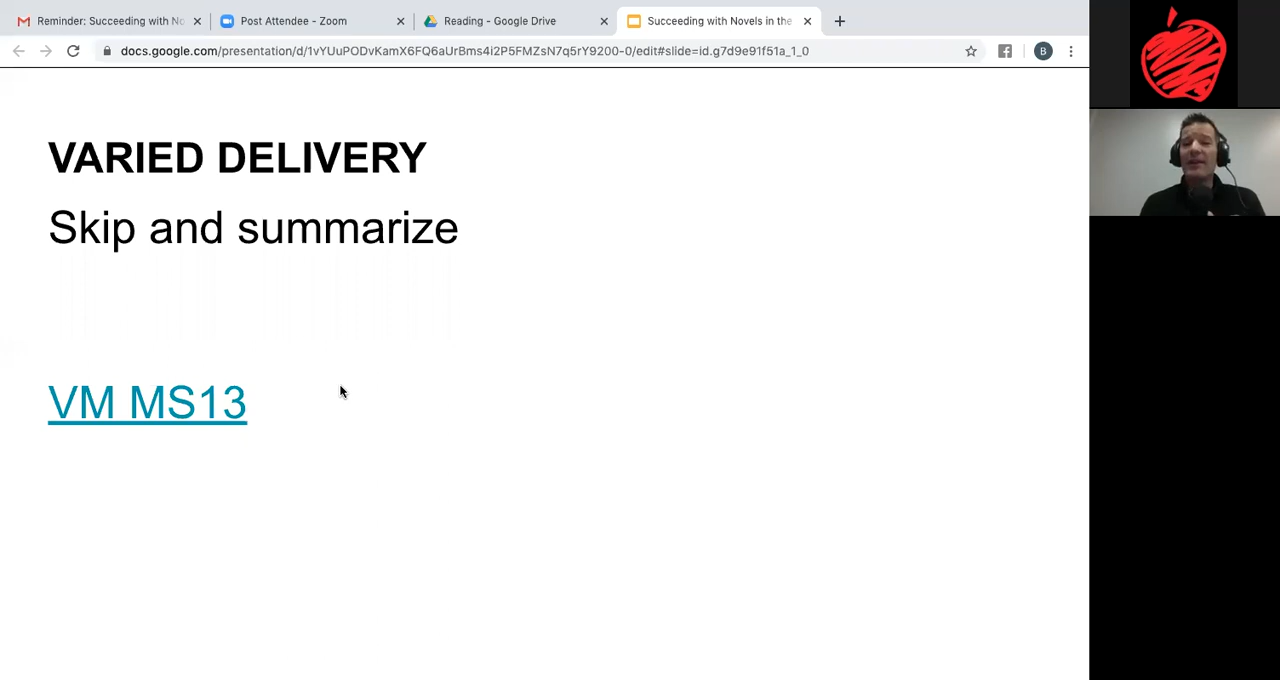 Reminder: Succeeding with No
Post Attendee - Zoom
Reading - Google Drive
Succeeding with Novels in the
docs.google.com/presentation/d/1vYUuPODvKamX6FQ6aUrBms4i2P5FMZsN7q5rY9200-0/edit#slide=id.g7d9e91f51a_1_0
B
VARIED DELIVERY
Skip and summarize
VM MS13